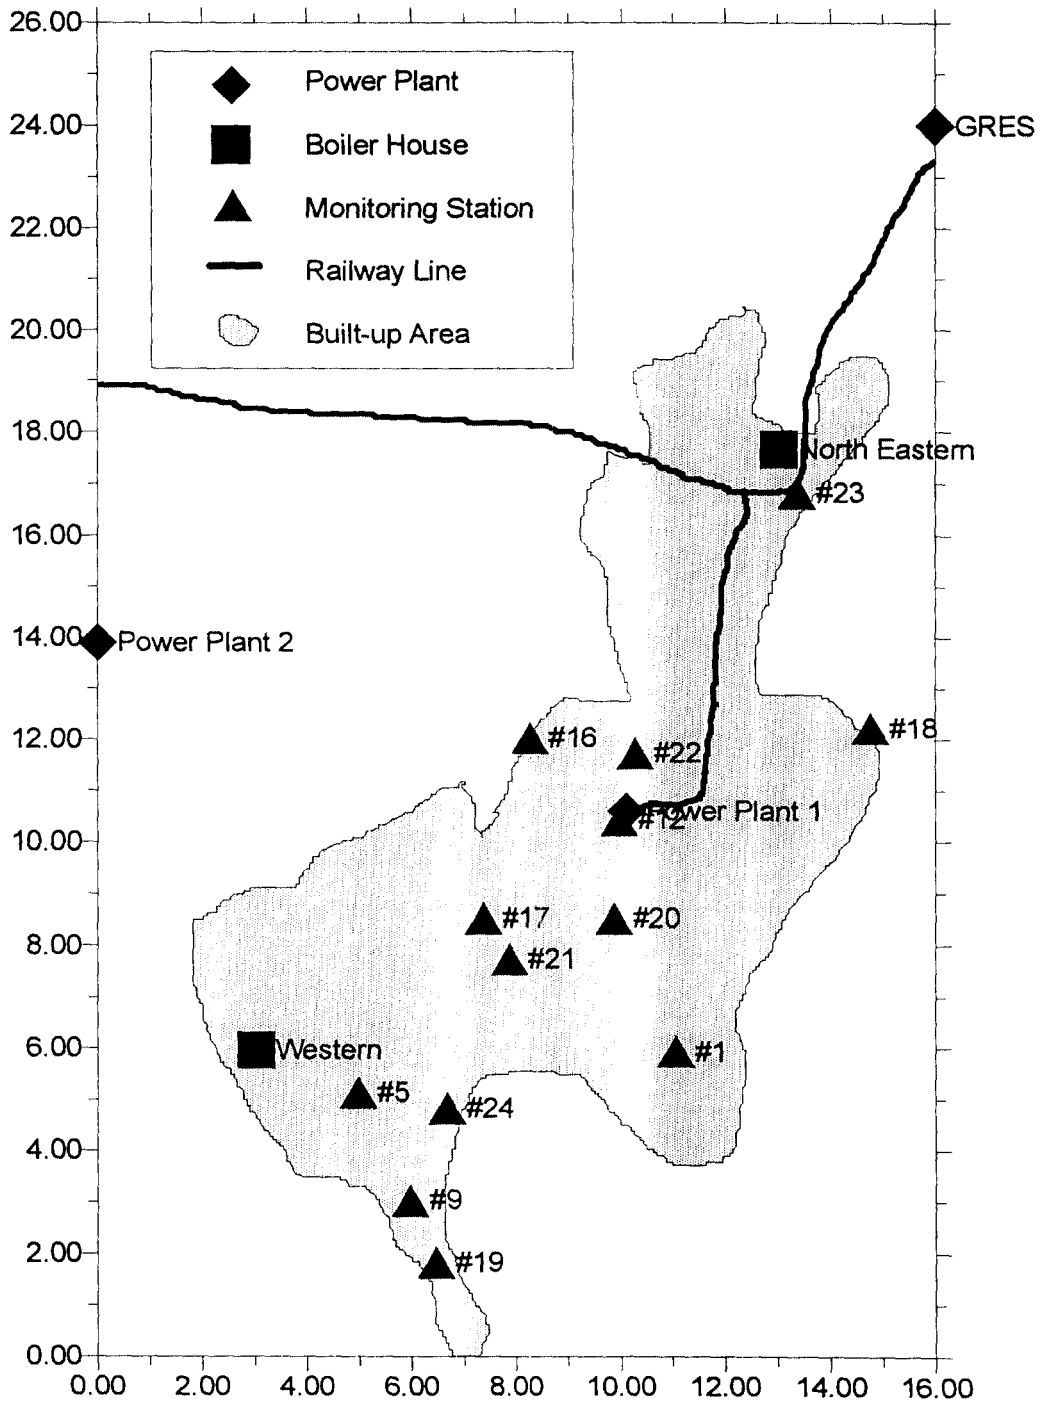 26.00
Power Plant
24.00
GRES
Boiler House
Monitoring Station
22.00
Railway Line
20.00
Built-up Area
18.00
North Eastern
#23
16.00
14.00
Power Plant 2
12.00
#16
#18
#22
Power Plant 1
#12
10.00
#17
#20
8.00
#21
6.00
Western
#1
#5
#24
4.00
#9
2.00
#19
0.00
0.00 2.00 4.00 6.00 8.00 10.00 12.00 14.00 16.00